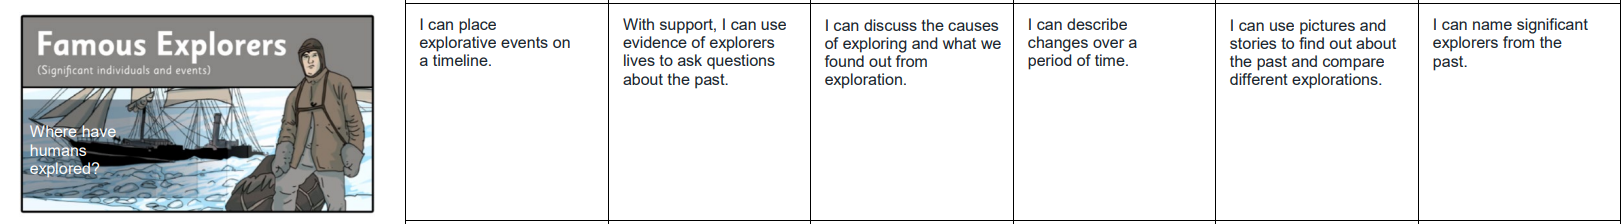 Famous Explorers
(Significant individuals and events)
Where have
humans
explored?
I can place
explorative events on
a timeline.
With support, I can use
evidence of explorers
lives to ask questions
about the past.
I can discuss the causes
of exploring and what we
found out from
exploration.
I can describe
changes over a
period of time.
I can use pictures and
stories to find out about
the past and compare
different explorations.
I can name significant
explorers from the
past.